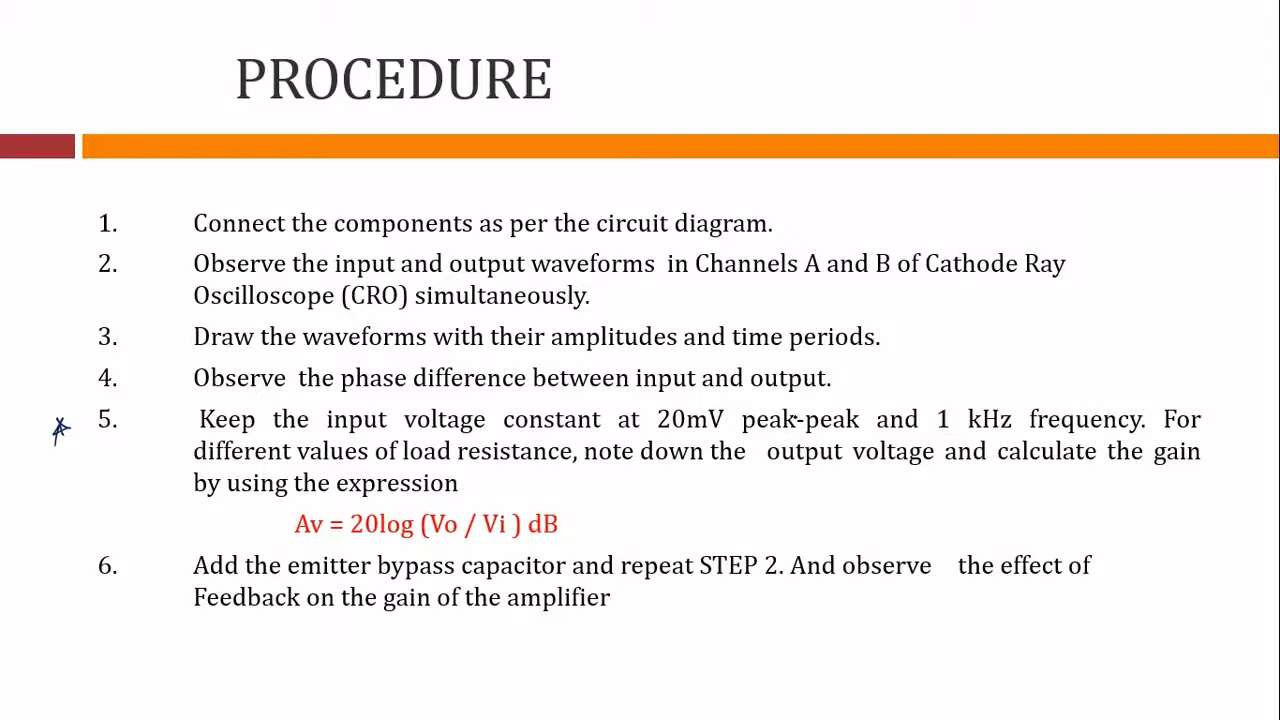 PROCEDURE
1. Connect the components as per the circuit diagram.
2. Observe the input and output waveforms in Channels A and B of Cathode Ray
Oscilloscope (CRO) simultaneously.
3. Draw the waveforms with their amplitudes and time periods.
4. Observe the phase difference between input and output.
5. Keep the input voltage constant at 20mV peak-peak and 1 kHz frequency. For
different values of load resistance, note down the output voltage and calculate the gain
by using the expression
Av = 20log (Vo / Vi ) dB
6. Add the emitter bypass capacitor and repeat STEP 2. And observe the effect of
Feedback on the gain of the amplifier